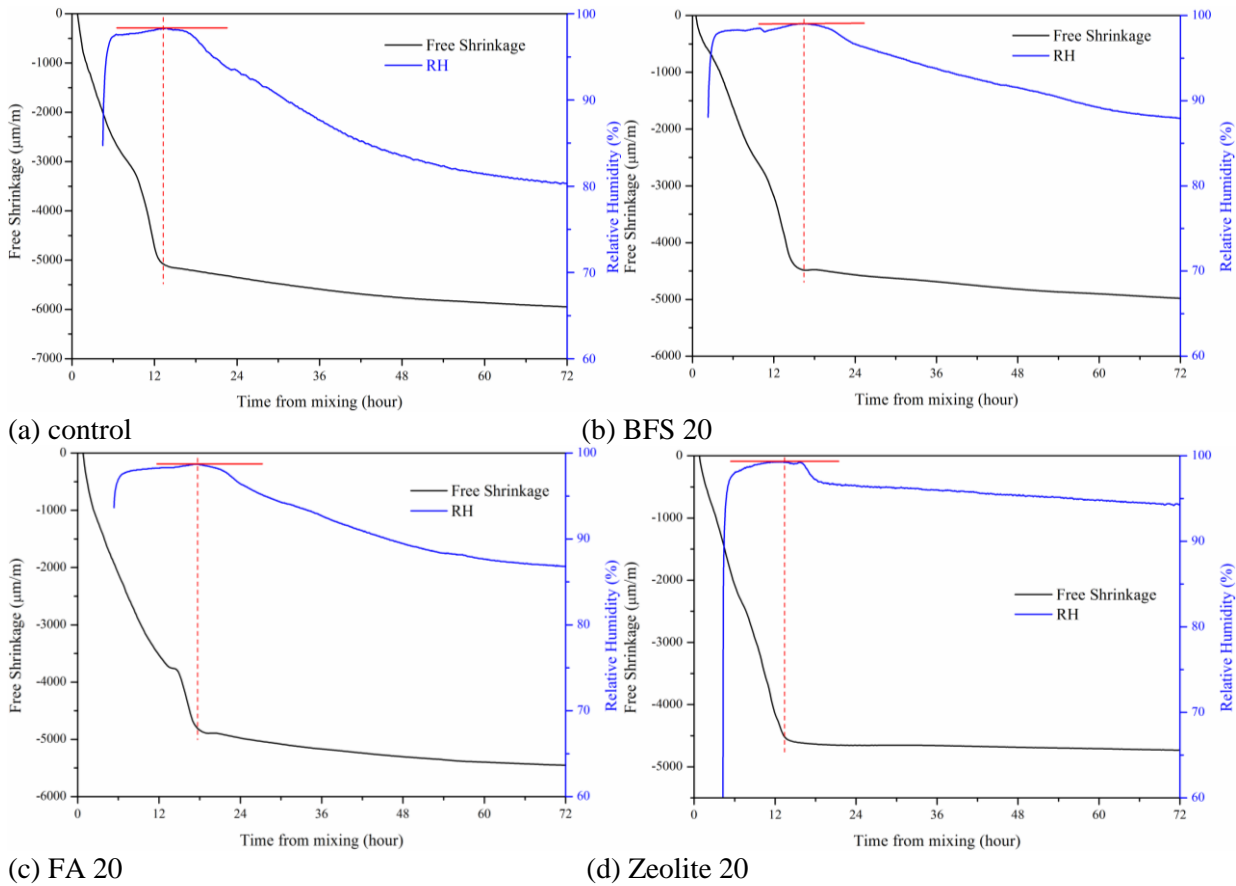 0
-1000
-2000
-3000
-4000
-5000
-6000
-7000
Free Shrinkage (μm/m)
100
90
80
70
60
Relative Humidity (%)
Free Shrinkage
RH
0 12 24 36 48 60 72
Time from mixing (hour)
(a) control
0
-1000
-2000
-3000
-4000
-5000
-6000
Free Shrinkage (μm/m)
100
90
80
70
60
Relative Humidity (%)
Free Shrinkage
RH
0 12 24 36 48 60 72
Time from mixing (hour)
(b) BFS 20
0
-1000
-2000
-3000
-4000
-5000
-6000
Free Shrinkage (μm/m)
100
90
80
70
60
Relative Humidity (%)
Free Shrinkage
RH
0 12 24 36 48 60 72
Time from mixing (hour)
(c) FA 20
0
-1000
-2000
-3000
-4000
-5000
Free Shrinkage (μm/m)
100
90
80
70
60
Relative Humidity (%)
Free Shrinkage
RH
0 12 24 36 48 60 72
Time from mixing (hour)
(d) Zeolite 20